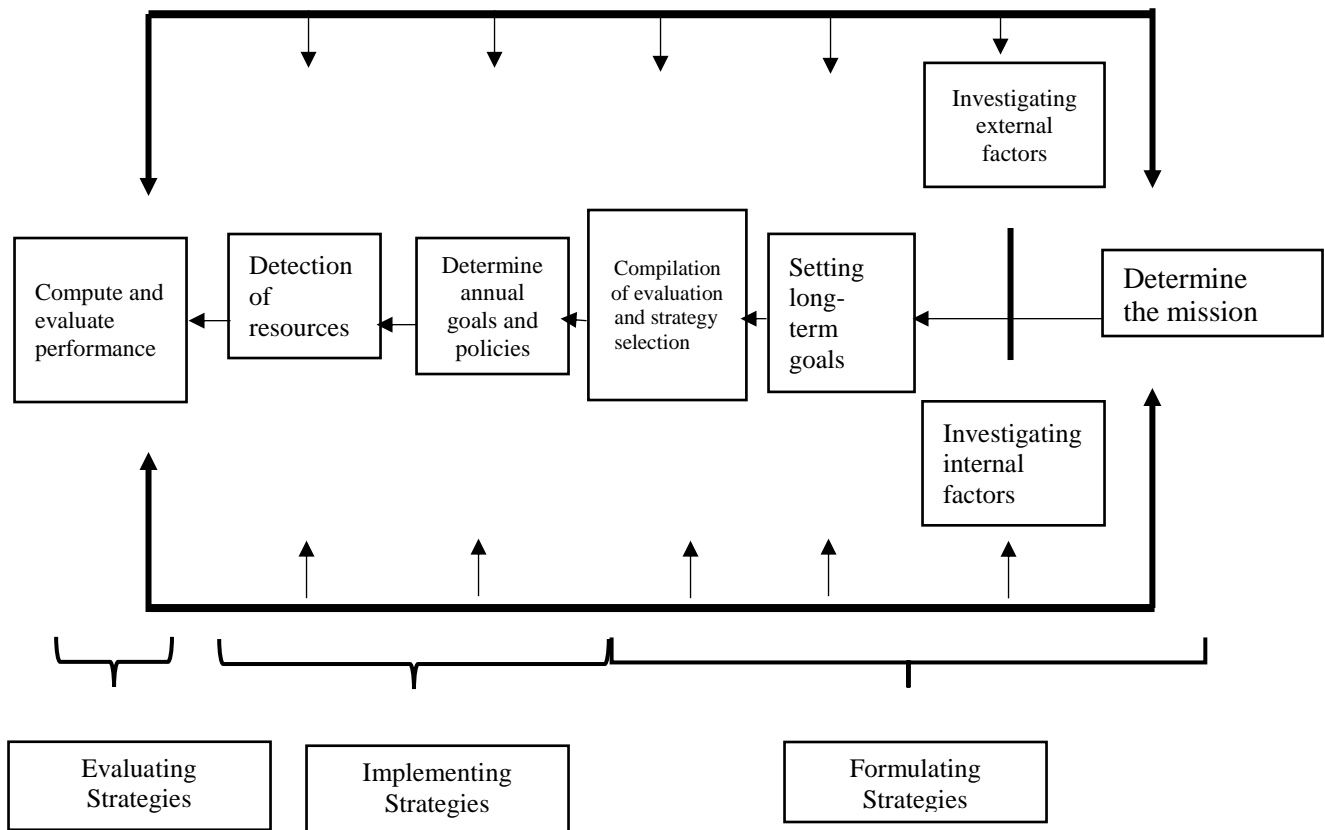 Investigating
external
factors
Compute and
evaluate
performance
Detection
of
resources
Determine
annual
goals and
policies
Compilation
of evaluation
and strategy
selection
Setting
long-
term
goals
Determine
the mission
Investigating
internal
factors
Evaluating
Strategies
Implementing
Strategies
Formulating
Strategies